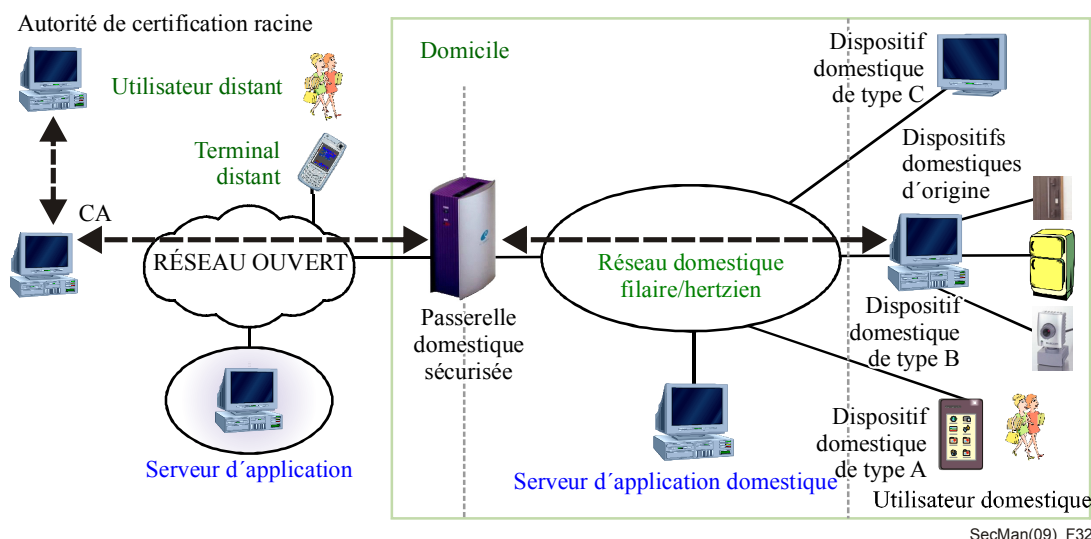 Autorité de certification racine
Utilisateur distant
Terminal
distant
CA
RÉSEAU OUVERT
Serveur d´application
Domicile
Passerelle
domestique
sécurisée
Réseau domestique
filaire/hertzien
Serveur d´application domestique
Dispositif
domestique
de type C
Dispositifs
domestiques
d´origine
Dispositif
domestique
de type B
Dispositif
domestique
de type A
Utilisateur domestique
SecMan(09)_F32